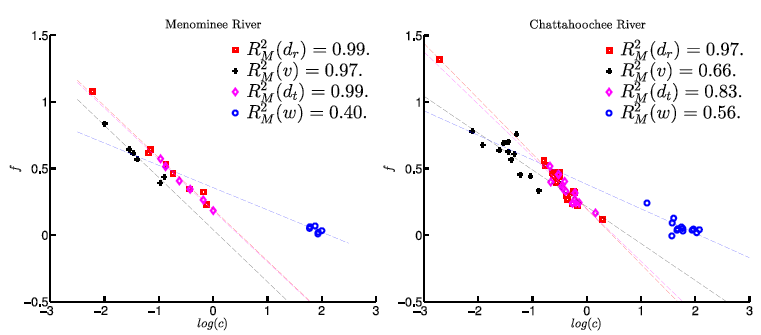 Menominee River
R²_M(d_r) = 0.99.
R²_M(v) = 0.97.
R²_M(d_t) = 0.99.
R²_M(w) = 0.40.
1.5
1
0.5
0
−0.5
f
−3
−2
−1
0
1
2
3
log(c)
Chattahoochee River
R²_M(d_r) = 0.97.
R²_M(v) = 0.66.
R²_M(d_t) = 0.83.
R²_M(w) = 0.56.
1.5
1
0.5
0
−0.5
f
−3
−2
−1
0
1
2
3
log(c)